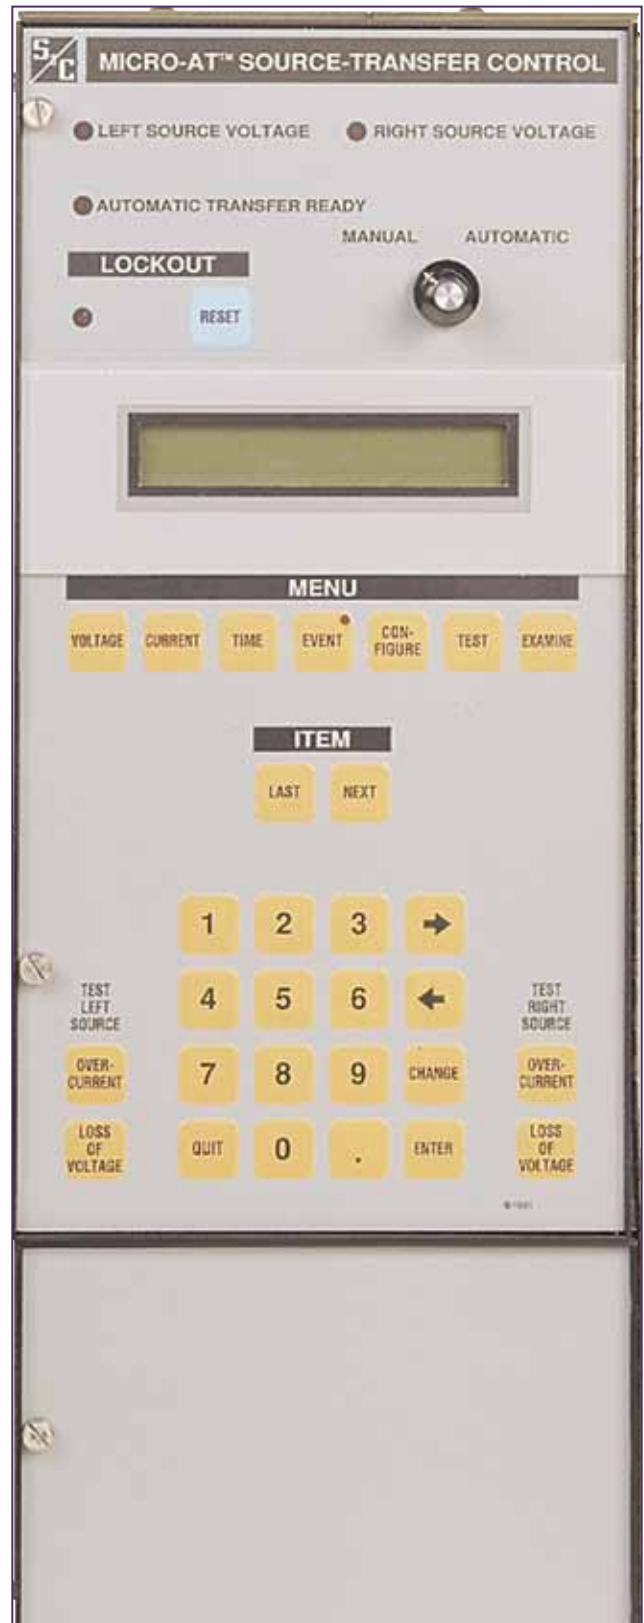 S&C MICRO-AT™ SOURCE-TRANSFER CONTROL
LEFT SOURCE VOLTAGE RIGHT SOURCE VOLTAGE
AUTOMATIC TRANSFER READY
MANUAL AUTOMATIC
LOCKOUT
RESET
MENU
VOLTAGE CURRENT TIME EVENT CON-
FIGURE TEST EXAMINE
ITEM
LAST NEXT
1 2 3 →
TEST
LEFT
SOURCE
4 5 6 ←
TEST
RIGHT
SOURCE
OVER-
CURRENT
7 8 9 CHANGE
OVER-
CURRENT
LOSS
OF
VOLTAGE
QUIT 0 . ENTER
LOSS
OF
VOLTAGE